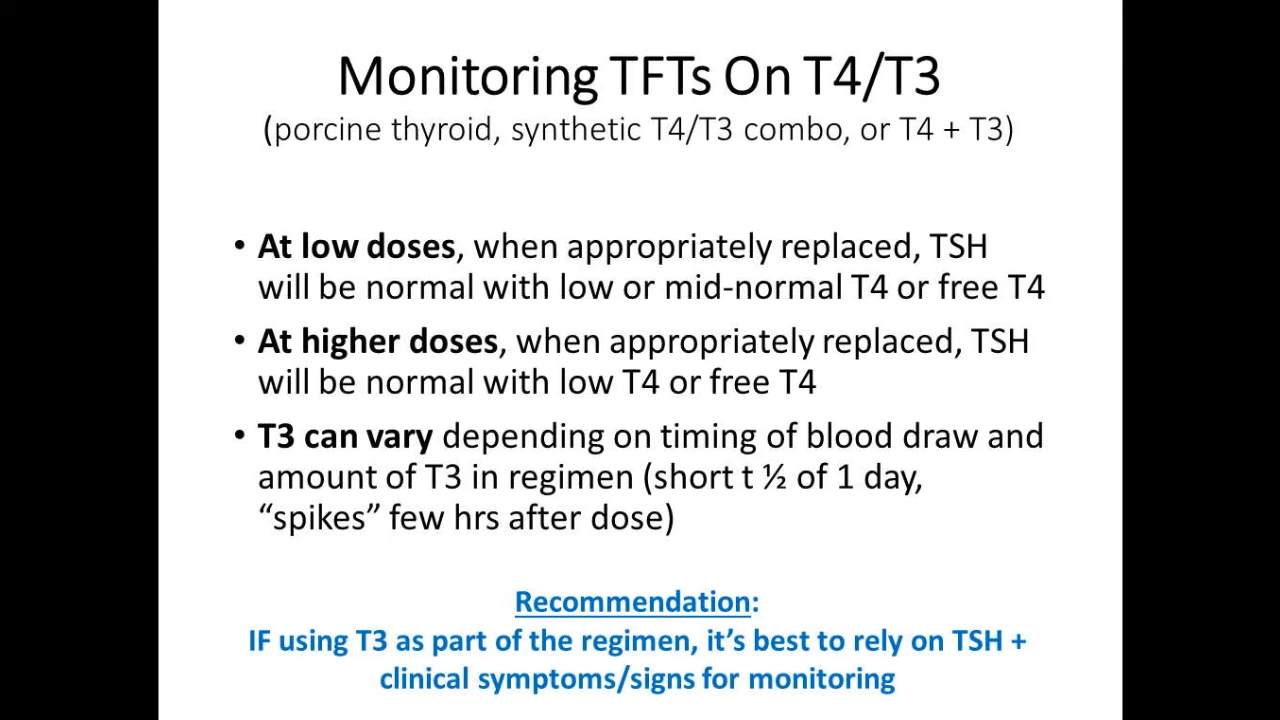 Monitoring TFTs On T4/T3
(porcine thyroid, synthetic T4/T3 combo, or T4 + T3)
• At low doses, when appropriately replaced, TSH
will be normal with low or mid-normal T4 or free T4
• At higher doses, when appropriately replaced, TSH
will be normal with low T4 or free T4
• T3 can vary depending on timing of blood draw and
amount of T3 in regimen (short t ½ of 1 day,
“spikes” few hrs after dose)
Recommendation:
IF using T3 as part of the regimen, it’s best to rely on TSH +
clinical symptoms/signs for monitoring